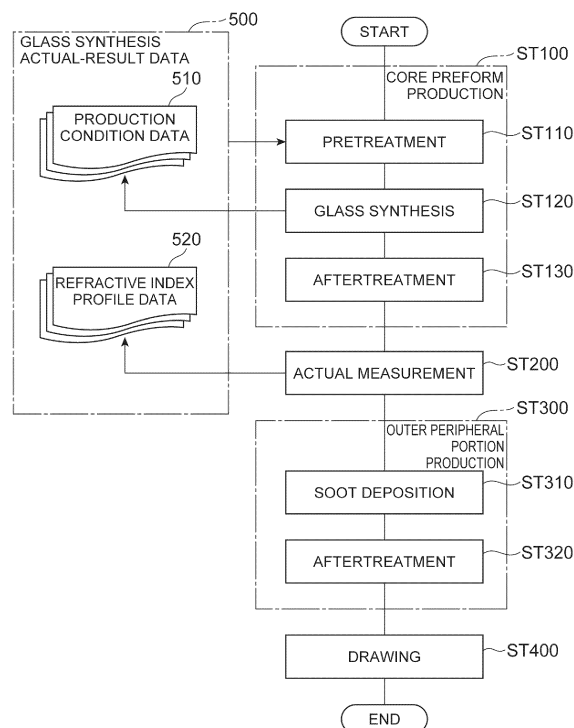 500
GLASS SYNTHESIS
ACTUAL-RESULT DATA
510
PRODUCTION
CONDITION DATA
520
REFRACTIVE INDEX
PROFILE DATA
START
ST100
CORE PREFORM
PRODUCTION
PRETREATMENT
ST110
GLASS SYNTHESIS
ST120
AFTERTREATMENT
ST130
ACTUAL MEASUREMENT
ST200
ST300
OUTER PERIPHERAL
PORTION
PRODUCTION
SOOT DEPOSITION
ST310
AFTERTREATMENT
ST320
DRAWING
ST400
END